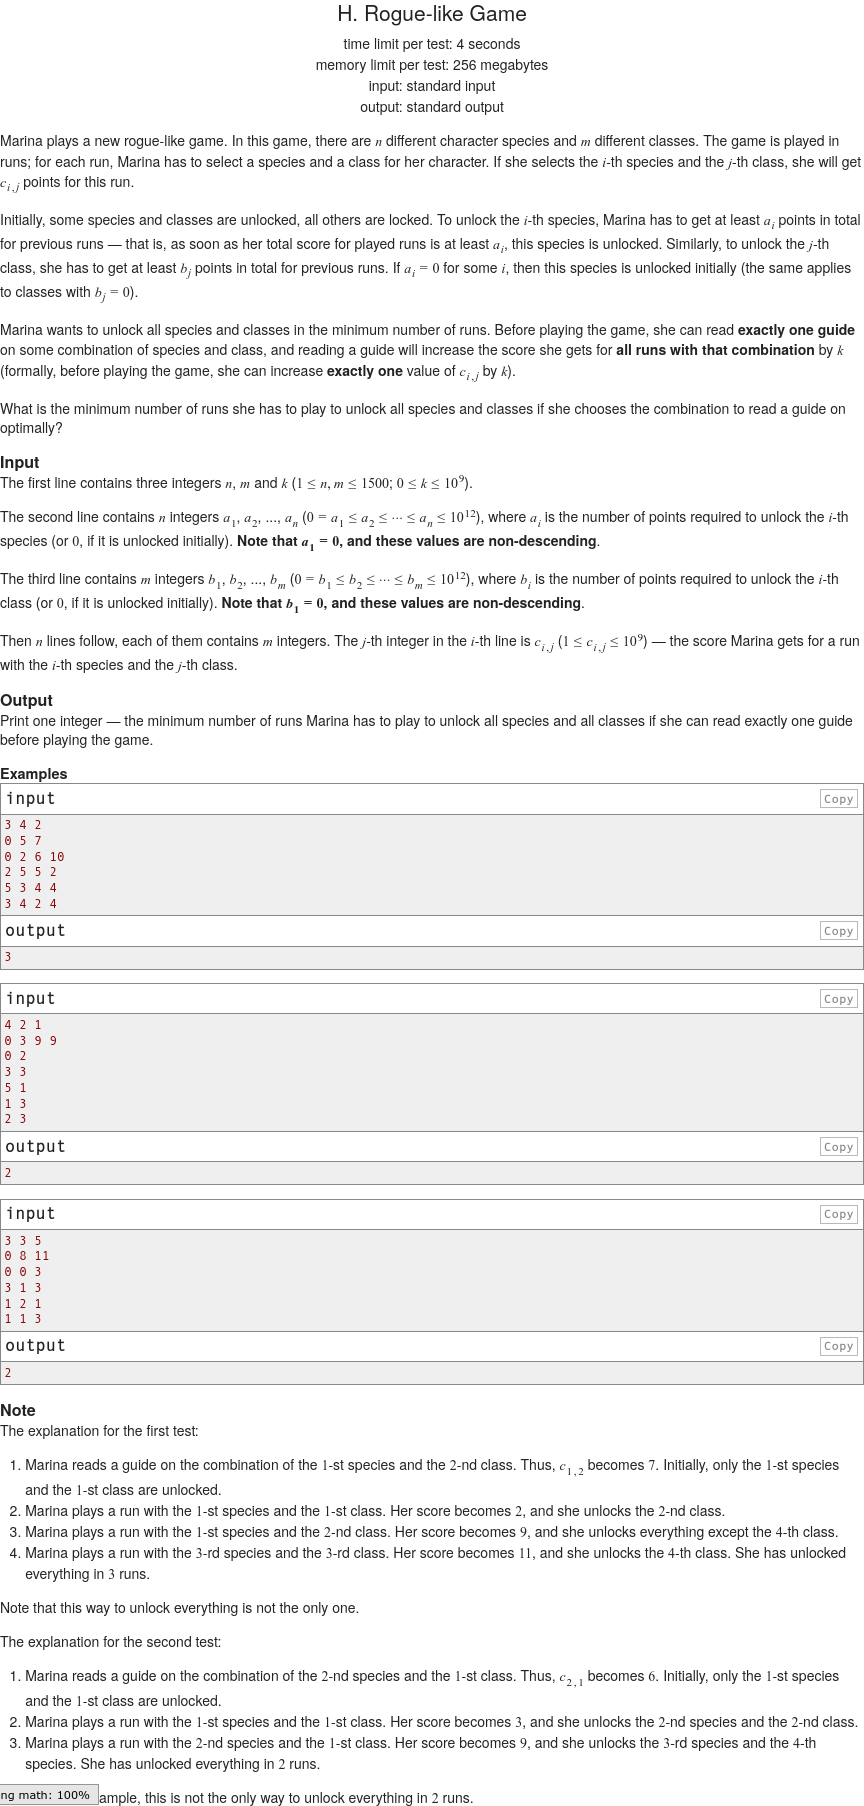 H. Rogue-like Game
time limit per test: 4 seconds
memory limit per test: 256 megabytes
input: standard input
output: standard output
Marina plays a new rogue-like game. In this game, there are n different character species and m different classes. The game is played in
runs; for each run, Marina has to select a species and a class for her character. If she selects the i-th species and the j-th class, she will get
c_{i,j} points for this run.
Initially, some species and classes are unlocked, all others are locked. To unlock the i-th species, Marina has to get at least a_i points in total
for previous runs — that is, as soon as her total score for played runs is at least a_i, this species is unlocked. Similarly, to unlock the j-th
class, she has to get at least b_j points in total for previous runs. If a_i = 0 for some i, then this species is unlocked initially (the same applies
to classes with b_j = 0).
Marina wants to unlock all species and classes in the minimum number of runs. Before playing the game, she can read exactly one guide
on some combination of species and class, and reading a guide will increase the score she gets for all runs with that combination by k
(formally, before playing the game, she can increase exactly one value of c_{i,j} by k).
What is the minimum number of runs she has to play to unlock all species and classes if she chooses the combination to read a guide on
optimally?
Input
The first line contains three integers n, m and k (1 ≤ n, m ≤ 1500; 0 ≤ k ≤ 10^9).
The second line contains n integers a_1, a_2, ..., a_n (0 = a_1 ≤ a_2 ≤ ⋯ ≤ a_n ≤ 10^{12}), where a_i is the number of points required to unlock the i-th
species (or 0, if it is unlocked initially). Note that a_1 = 0, and these values are non-descending.
The third line contains m integers b_1, b_2, ..., b_m (0 = b_1 ≤ b_2 ≤ ⋯ ≤ b_m ≤ 10^{12}), where b_i is the number of points required to unlock the i-th
class (or 0, if it is unlocked initially). Note that b_1 = 0, and these values are non-descending.
Then n lines follow, each of them contains m integers. The j-th integer in the i-th line is c_{i,j} (1 ≤ c_{i,j} ≤ 10^9) — the score Marina gets for a run
with the i-th species and the j-th class.
Output
Print one integer — the minimum number of runs Marina has to play to unlock all species and all classes if she can read exactly one guide
before playing the game.
Examples
input Copy
3 4 2
0 5 7
0 2 6 10
2 5 5 2
5 3 4 4
3 4 2 4
output Copy
3
input Copy
4 2 1
0 3 9 9
0 2
3 3
5 1
1 3
2 3
output Copy
2
input Copy
3 3 5
0 8 11
0 0 3
3 1 3
1 2 1
1 1 3
output Copy
2
Note
The explanation for the first test:
1. Marina reads a guide on the combination of the 1-st species and the 2-nd class. Thus, c_{1,2} becomes 7. Initially, only the 1-st species
and the 1-st class are unlocked.
2. Marina plays a run with the 1-st species and the 1-st class. Her score becomes 2, and she unlocks the 2-nd class.
3. Marina plays a run with the 1-st species and the 2-nd class. Her score becomes 9, and she unlocks everything except the 4-th class.
4. Marina plays a run with the 3-rd species and the 3-rd class. Her score becomes 11, and she unlocks the 4-th class. She has unlocked
everything in 3 runs.
Note that this way to unlock everything is not the only one.
The explanation for the second test:
1. Marina reads a guide on the combination of the 2-nd species and the 1-st class. Thus, c_{2,1} becomes 6. Initially, only the 1-st species
and the 1-st class are unlocked.
2. Marina plays a run with the 1-st species and the 1-st class. Her score becomes 3, and she unlocks the 2-nd species and the 2-nd class.
3. Marina plays a run with the 2-nd species and the 1-st class. Her score becomes 9, and she unlocks the 3-rd species and the 4-th
species. She has unlocked everything in 2 runs.
ng math: 100% ample, this is not the only way to unlock everything in 2 runs.